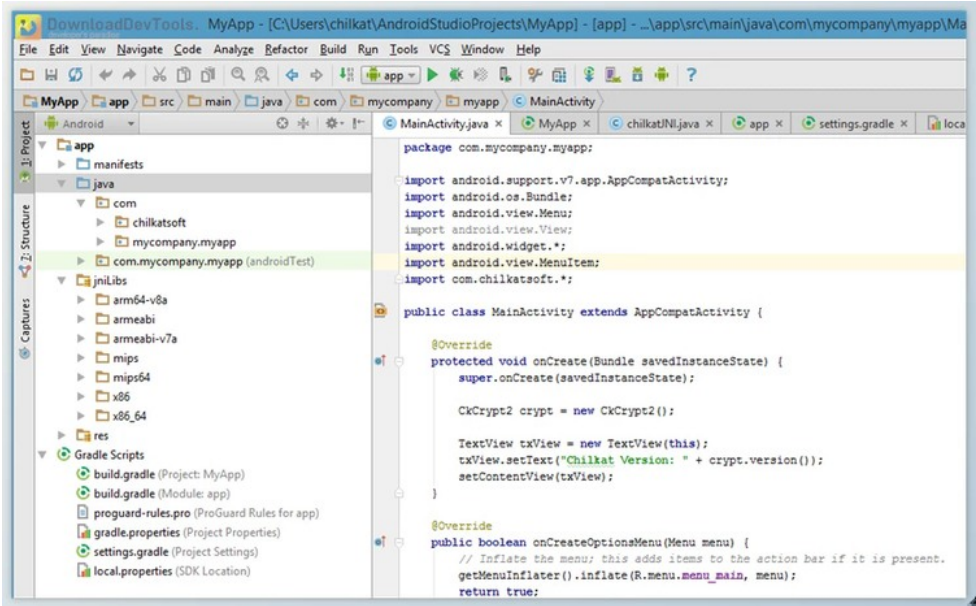 DownloadDevTools. MyApp - [C:\Users\chilkat\AndroidStudioProjects\MyApp] - [app] - ...\app\src\main\java\com\mycompany\myapp\Ma
developer's paradise
File Edit View Navigate Code Analyze Refactor Build Run Tools VCS Window Help
app
MyApp app src main java com mycompany myapp MainActivity
Android
MainActivity.java MyApp chilkatJNI.java app settings.gradle loca
1: Project
Z: Structure
Captures
app
manifests
java
com
chilkatsoft
mycompany.myapp
com.mycompany.myapp (androidTest)
jniLibs
arm64-v8a
armeabi
armeabi-v7a
mips
mips64
x86
x86_64
res
Gradle Scripts
build.gradle (Project: MyApp)
build.gradle (Module: app)
proguard-rules.pro (ProGuard Rules for app)
gradle.properties (Project Properties)
settings.gradle (Project Settings)
local.properties (SDK Location)
package com.mycompany.myapp;
import android.support.v7.app.AppCompatActivity;
import android.os.Bundle;
import android.view.Menu;
import android.view.View;
import android.widget.*;
import android.view.MenuItem;
import com.chilkatsoft.*;
public class MainActivity extends AppCompatActivity {
@Override
protected void onCreate(Bundle savedInstanceState) {
super.onCreate(savedInstanceState);
CkCrypt2 crypt = new CkCrypt2();
TextView txView = new TextView(this);
txView.setText("Chilkat Version: " + crypt.version());
setContentView(txView);
}
@Override
public boolean onCreateOptionsMenu(Menu menu) {
// Inflate the menu; this adds items to the action bar if it is present.
getMenuInflater().inflate(R.menu.menu_main, menu);
return true;